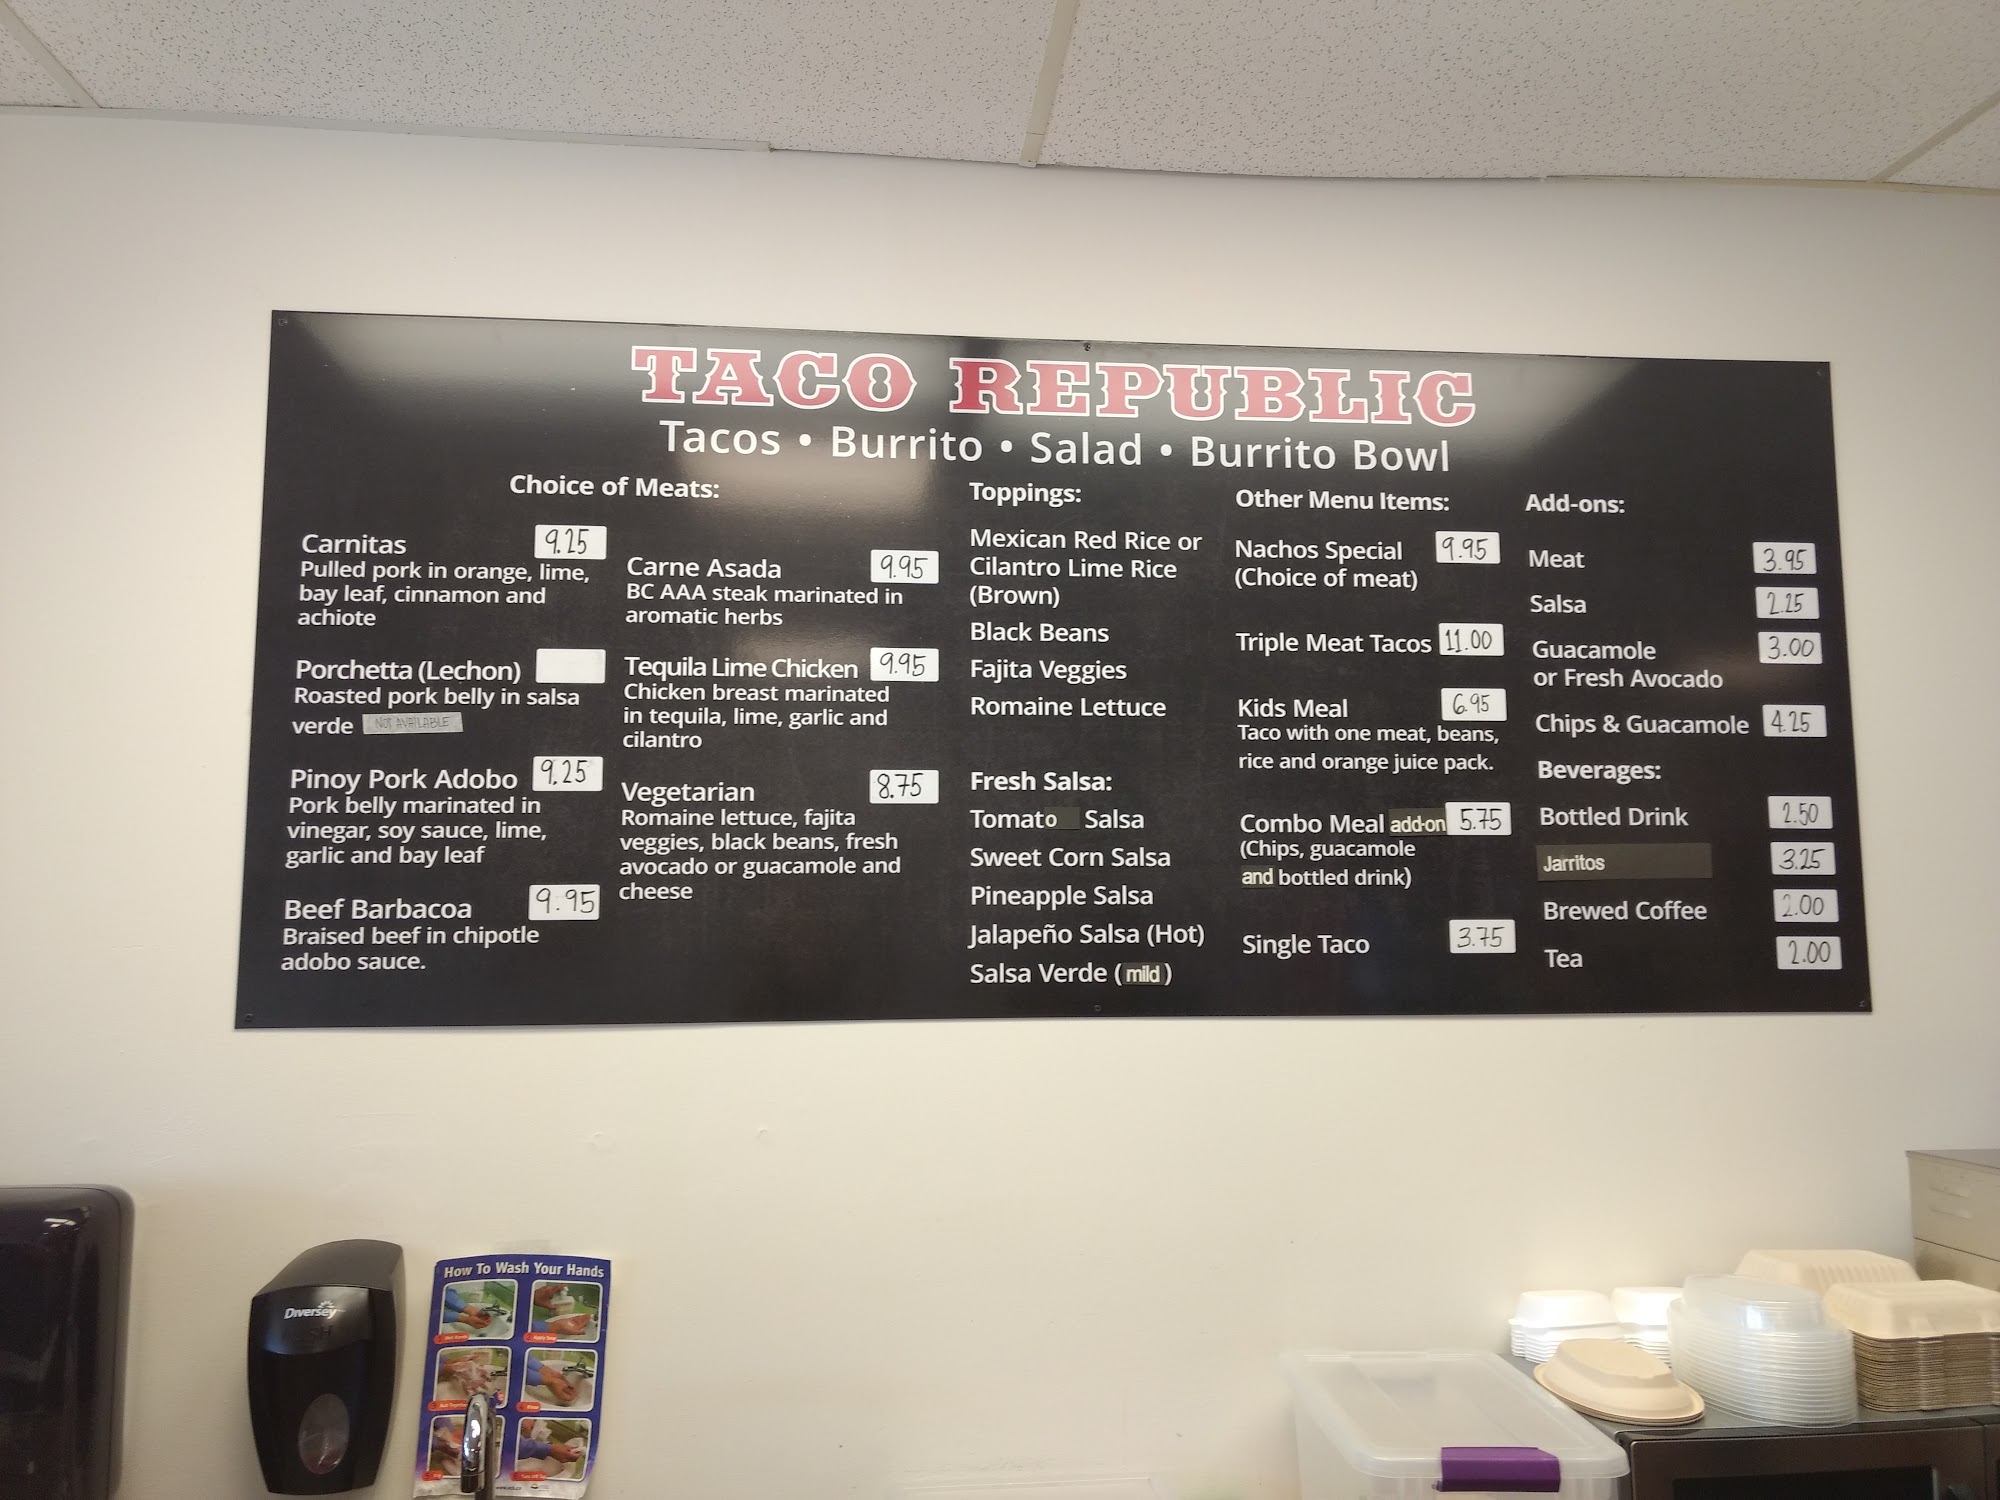 TACO REPUBLIC
Tacos • Burrito • Salad • Burrito Bowl
Choice of Meats:
Carnitas 9.25
Pulled pork in orange, lime,
bay leaf, cinnamon and
achiote
Porchetta (Lechon)
Roasted pork belly in salsa
verde NOT AVAILABLE
Pinoy Pork Adobo 9.25
Pork belly marinated in
vinegar, soy sauce, lime,
garlic and bay leaf
Beef Barbacoa 9.95
Braised beef in chipotle
adobo sauce.
Carne Asada 9.95
BC AAA steak marinated in
aromatic herbs
Tequila Lime Chicken 9.95
Chicken breast marinated
in tequila, lime, garlic and
cilantro
Vegetarian 8.75
Romaine lettuce, fajita
veggies, black beans, fresh
avocado or guacamole and
cheese
Toppings:
Mexican Red Rice or
Cilantro Lime Rice
(Brown)
Black Beans
Fajita Veggies
Romaine Lettuce
Fresh Salsa:
Tomato Salsa
Sweet Corn Salsa
Pineapple Salsa
Jalapeño Salsa (Hot)
Salsa Verde (mild)
Other Menu Items:
Nachos Special 9.95
(Choice of meat)
Triple Meat Tacos 11.00
Kids Meal 6.95
Taco with one meat, beans,
rice and orange juice pack.
Combo Meal add-on 5.75
(Chips, guacamole
and bottled drink)
Single Taco 3.75
Add-ons:
Meat 3.95
Salsa 2.25
Guacamole 3.00
or Fresh Avocado
Chips & Guacamole 4.25
Beverages:
Bottled Drink 2.50
Jarritos 3.25
Brewed Coffee 2.00
Tea 2.00
Diversey
How To Wash Your Hands